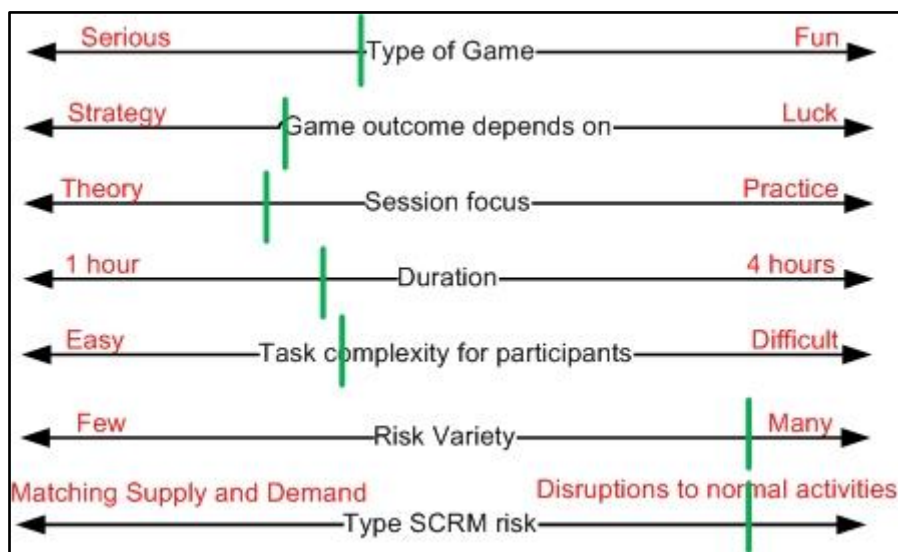 Serious Fun
Type of Game
Strategy Luck
Game outcome depends on
Theory Practice
Session focus
1 hour 4 hours
Duration
Easy Difficult
Task complexity for participants
Few Many
Risk Variety
Matching Supply and Demand Disruptions to normal activities
Type SCRM risk